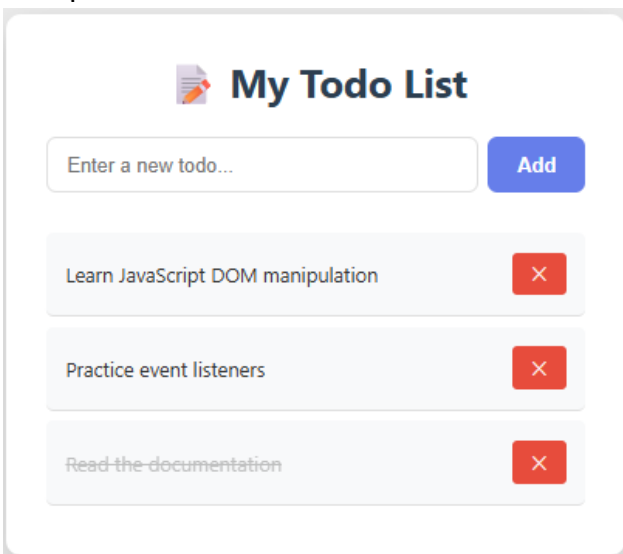 📝 My Todo List
Enter a new todo...
Add
Learn JavaScript DOM manipulation
×
Practice event listeners
×
Read the documentation
×